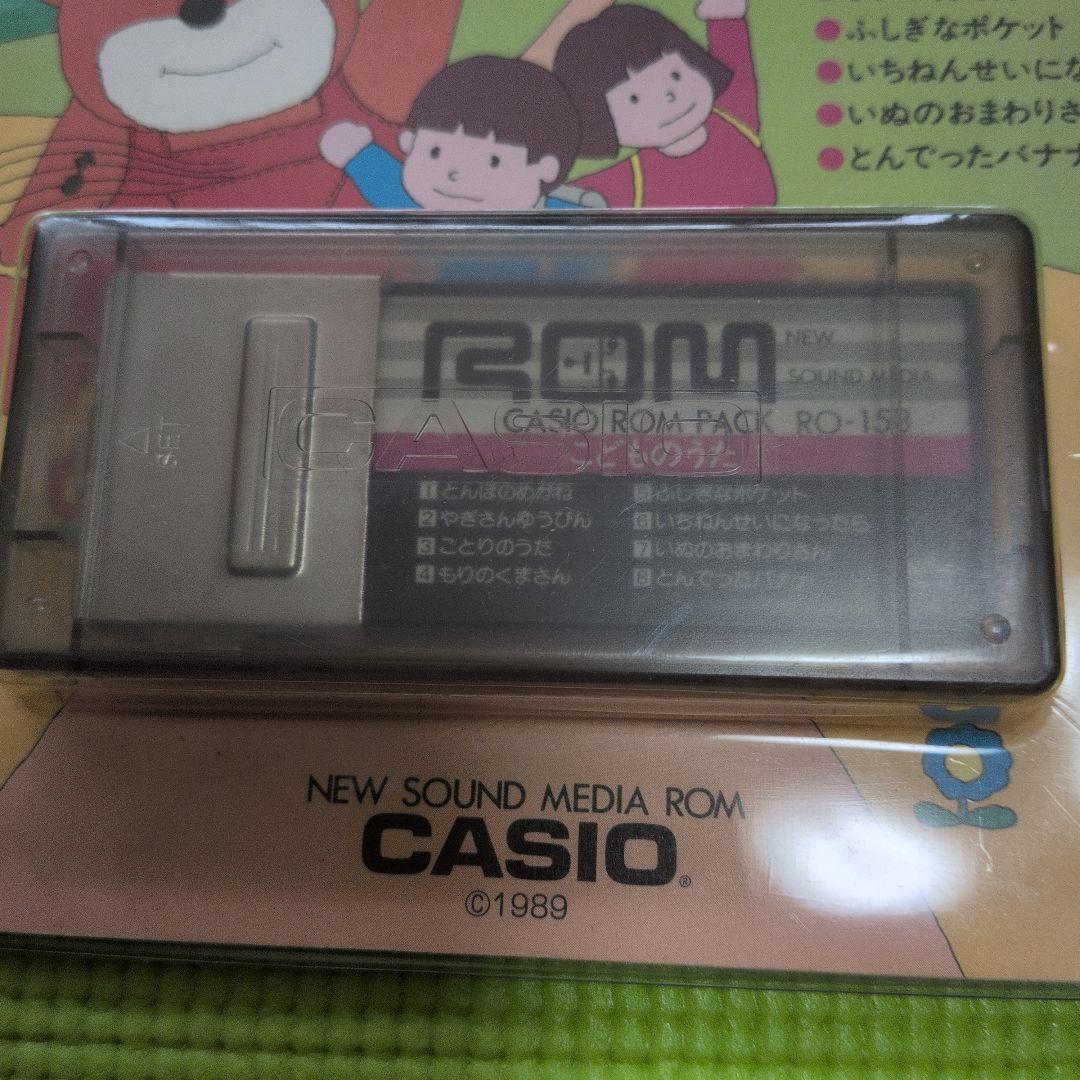 ●ふしぎなポケット
●いちねんせいにな
●いぬのおまわりさ
●とんでったバナナ
ROM NEW
SOUND MEDIA
CASIO ROM PACK RO-158
CASIO
SET
こどものうた
1 とんぼのめがね
2 やぎさんゆうびん
3 ことりのうた
4 もりのくまさん
5 ふしぎなポケット
6 いちねんせいになったら
7 いぬのおまわりさん
8 とんでったバナナ
NEW SOUND MEDIA ROM
CASIO®
©1989